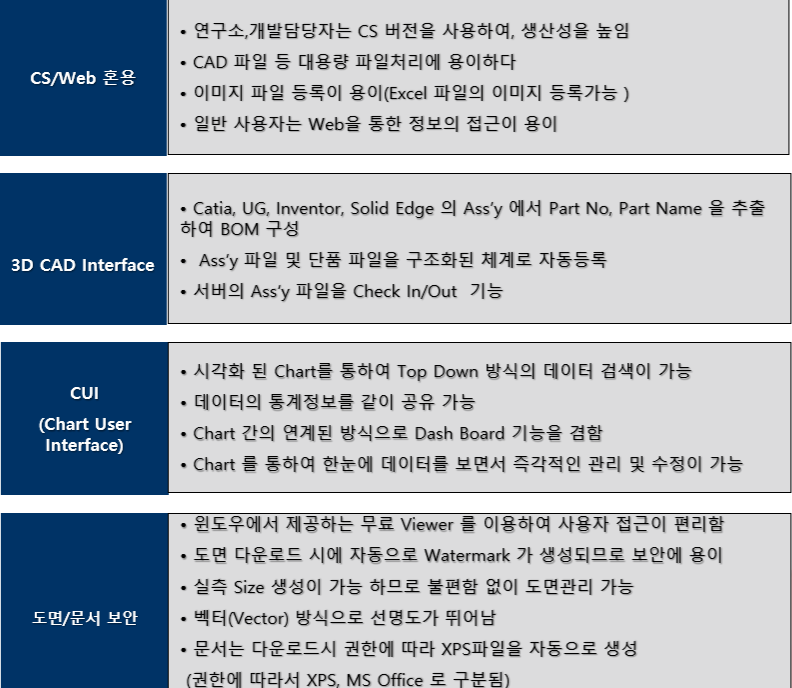 CS/Web 혼용
• 연구소,개발담당자는 CS 버전을 사용하여, 생산성을 높임
• CAD 파일 등 대용량 파일처리에 용이하다
• 이미지 파일 등록이 용이(Excel 파일의 이미지 등록가능 )
• 일반 사용자는 Web을 통한 정보의 접근이 용이
3D CAD Interface
• Catia, UG, Inventor, Solid Edge 의 Ass’y 에서 Part No, Part Name 을 추출
하여 BOM 구성
• Ass’y 파일 및 단품 파일을 구조화된 체계로 자동등록
• 서버의 Ass’y 파일을 Check In/Out 기능
CUI
(Chart User
Interface)
• 시각화 된 Chart를 통하여 Top Down 방식의 데이터 검색이 가능
• 데이터의 통계정보를 같이 공유 가능
• Chart 간의 연계된 방식으로 Dash Board 기능을 겸함
• Chart 를 통하여 한눈에 데이터를 보면서 즉각적인 관리 및 수정이 가능
도면/문서 보안
• 윈도우에서 제공하는 무료 Viewer 를 이용하여 사용자 접근이 편리함
• 도면 다운로드 시에 자동으로 Watermark 가 생성되므로 보안에 용이
• 실측 Size 생성이 가능 하므로 불편함 없이 도면관리 가능
• 벡터(Vector) 방식으로 선명도가 뛰어남
• 문서는 다운로드시 권한에 따라 XPS파일을 자동으로 생성
(권한에 따라서 XPS, MS Office 로 구분됨)